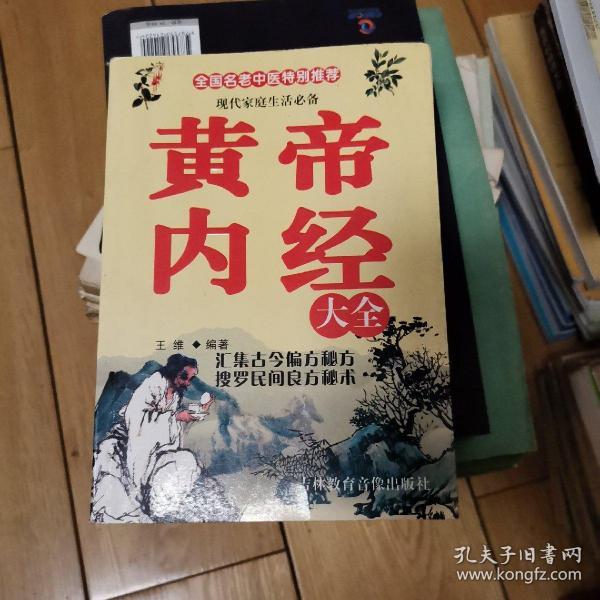 全国名老中医特别推荐
现代家庭生活必备
黄帝
内经
大全
王维◆编著
汇集古今偏方秘方
搜罗民间良方秘术
吉林教育音像出版社
孔夫子旧书网
www.kongfz.com